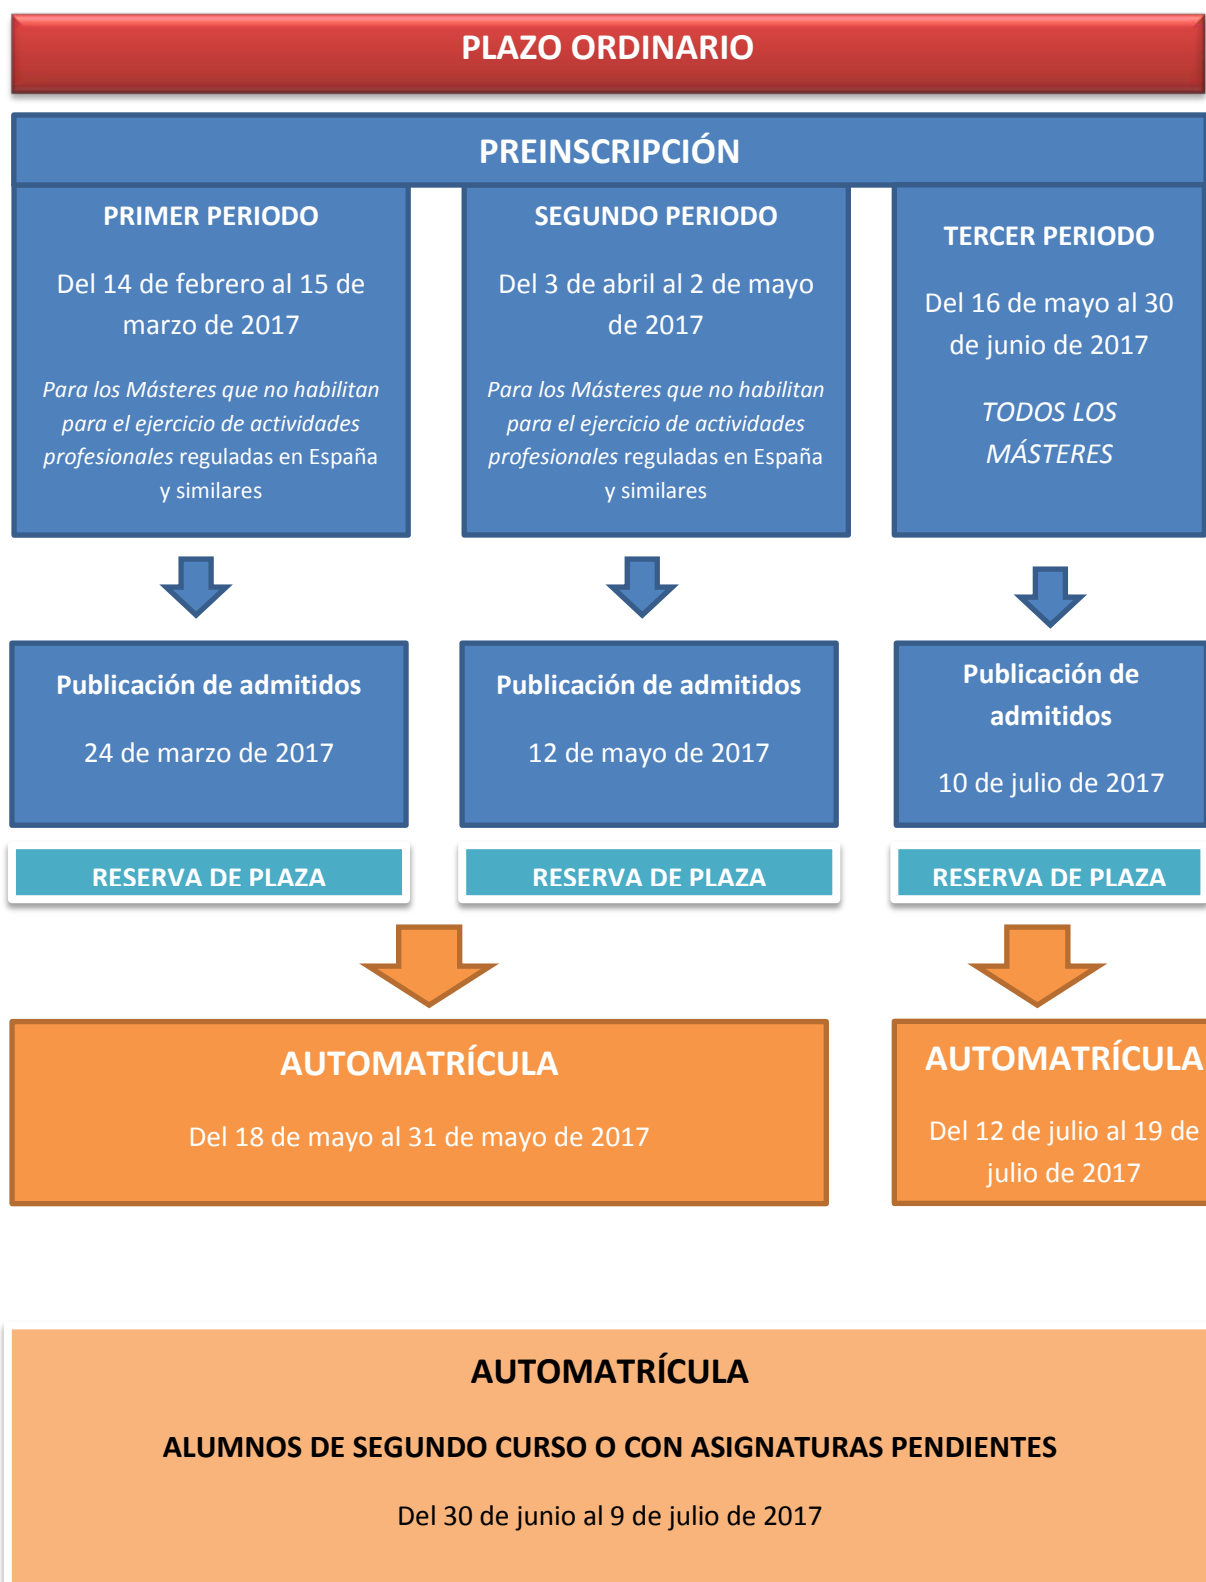 PLAZO ORDINARIO
PREINSCRIPCIÓN
PRIMER PERIODO
Del 14 de febrero al 15 de
marzo de 2017
Para los Másteres que no habilitan
para el ejercicio de actividades
profesionales reguladas en España
y similares
SEGUNDO PERIODO
Del 3 de abril al 2 de mayo
de 2017
Para los Másteres que no habilitan
para el ejercicio de actividades
profesionales reguladas en España
y similares
TERCER PERIODO
Del 16 de mayo al 30
de junio de 2017
TODOS LOS
MÁSTERES
Publicación de admitidos
24 de marzo de 2017
Publicación de admitidos
12 de mayo de 2017
Publicación de
admitidos
10 de julio de 2017
RESERVA DE PLAZA
RESERVA DE PLAZA
RESERVA DE PLAZA
AUTOMATRÍCULA
Del 18 de mayo al 31 de mayo de 2017
AUTOMATRÍCULA
Del 12 de julio al 19 de
julio de 2017
AUTOMATRÍCULA
ALUMNOS DE SEGUNDO CURSO O CON ASIGNATURAS PENDIENTES
Del 30 de junio al 9 de julio de 2017